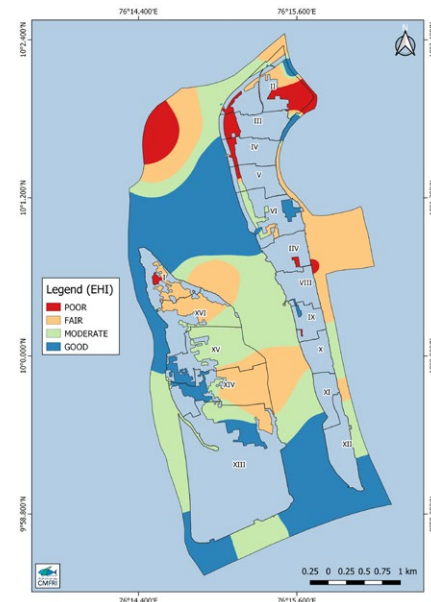 76°14.400'E
76°15.600'E
N
10°2.400'N
II
III
IV
V
10°1.200'N
VI
IIV
VIII
I
Legend (EHI)
POOR
FAIR
MODERATE
GOOD
XVI
IX
10°0.000'N
XV
X
XIV
XI
XII
XIII
9°58.800'N
CMFRI
0.25 0 0.25 0.5 0.75 1 km
76°14.400'E
76°15.600'E